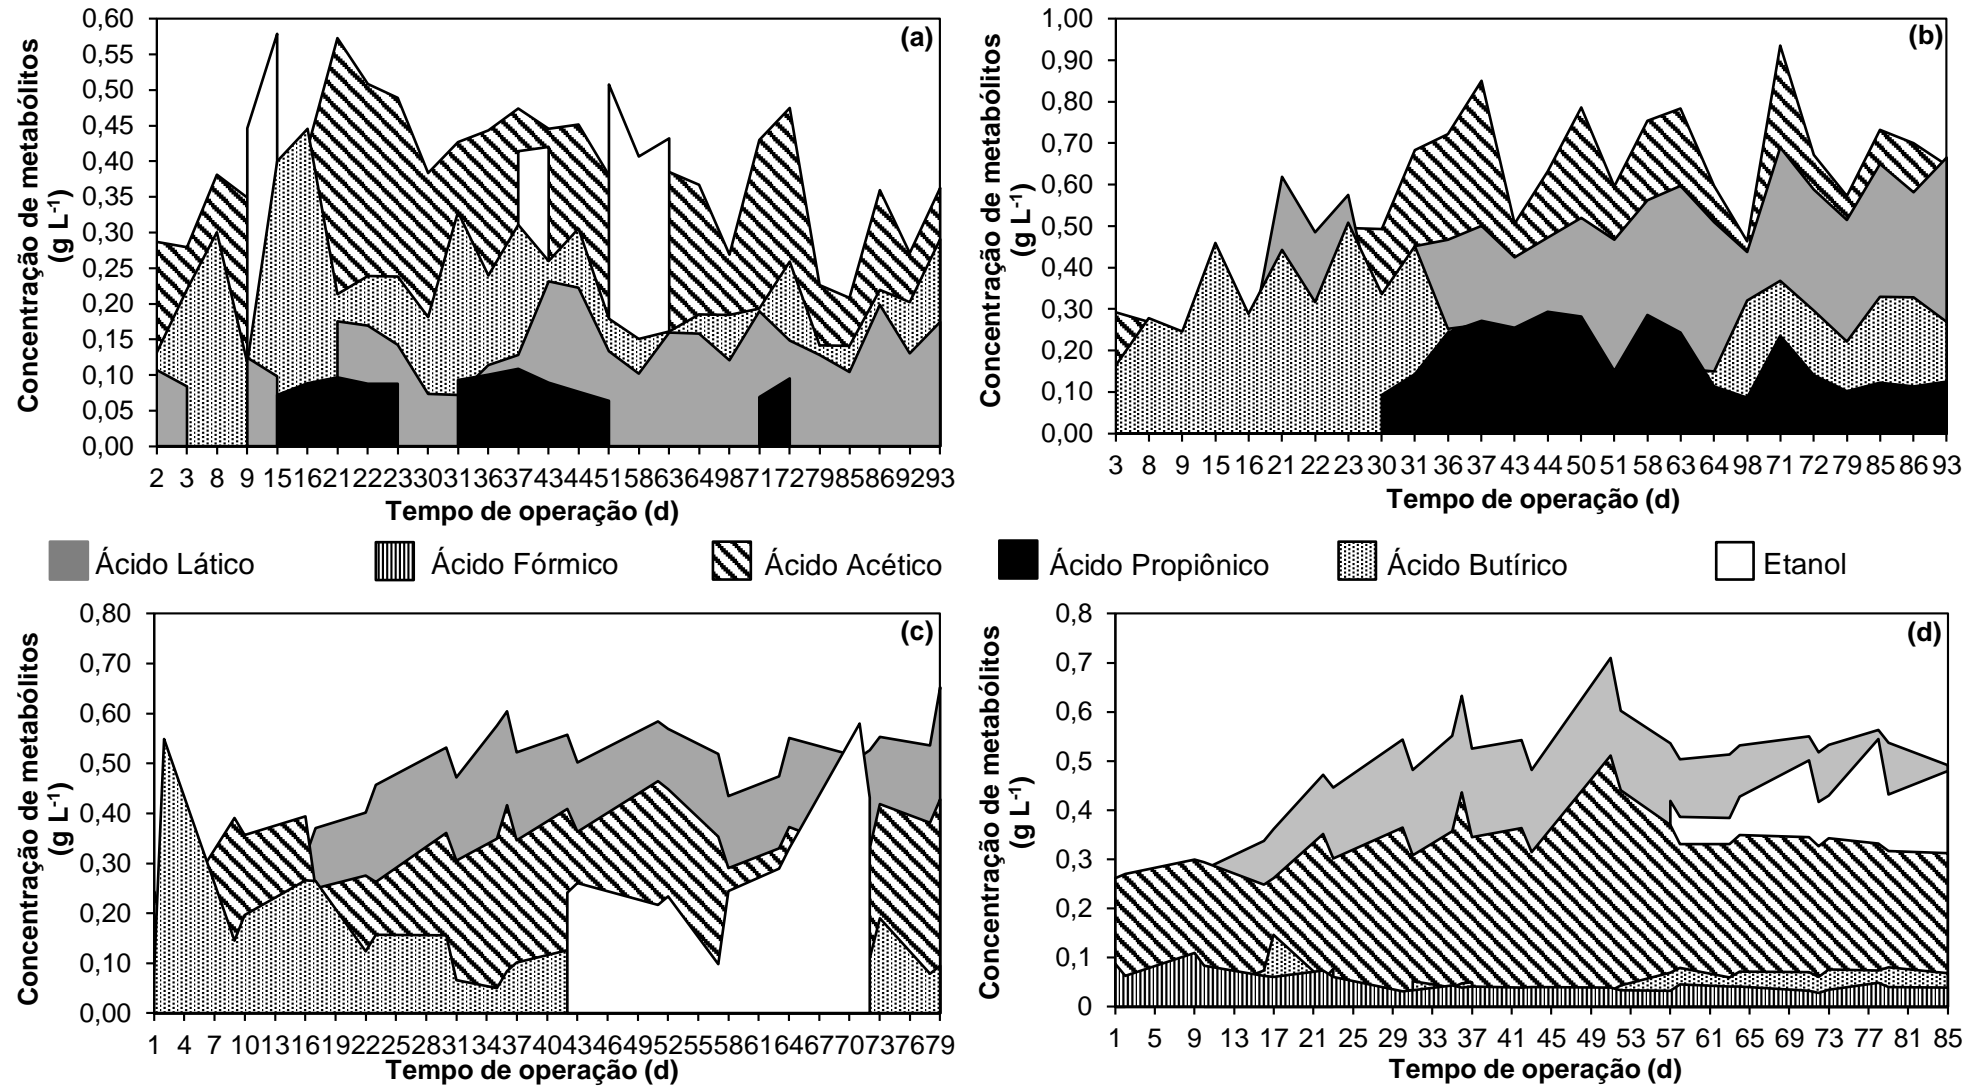 (a)
Concentração de metabólitos
(g L-1)
0,60
0,55
0,50
0,45
0,40
0,35
0,30
0,25
0,20
0,15
0,10
0,05
0,00
2 3 8 9 15 16 21 22 23 30 31 36 37 43 44 51 58 63 64 98 71 72 79 85 86 92 93
Tempo de operação (d)
(b)
Concentração de metabólitos
(g L-1)
1,00
0,90
0,80
0,70
0,60
0,50
0,40
0,30
0,20
0,10
0,00
3 8 9 15 16 21 22 23 30 31 36 37 43 44 50 51 58 63 64 98 71 72 79 85 86 93
Tempo de operação (d)
Ácido Lático Ácido Fórmico Ácido Acético Ácido Propiônico Ácido Butírico Etanol
(c)
Concentração de metabólitos
(g L-1)
0,80
0,70
0,60
0,50
0,40
0,30
0,20
0,10
0,00
1 4 7 10 13 16 19 22 25 28 31 34 37 40 43 46 49 52 55 58 61 64 67 70 73 76 79
Tempo de operação (d)
(d)
Concentração de metabólitos
(g L-1)
0,8
0,7
0,6
0,5
0,4
0,3
0,2
0,1
0
1 5 9 13 17 21 25 29 33 37 41 45 49 53 57 61 65 69 73 77 81 85
Tempo de operação (d)